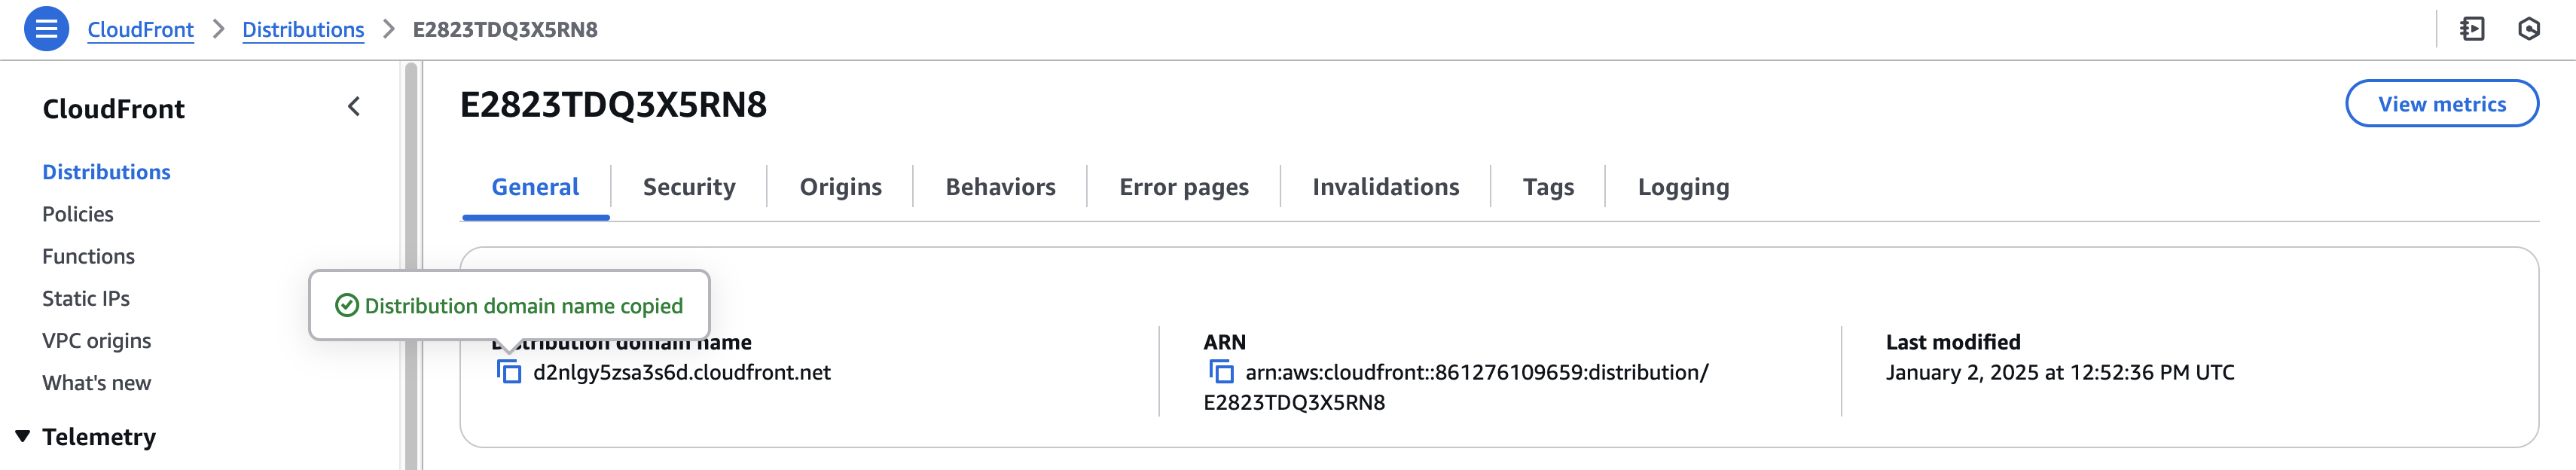 CloudFront > Distributions > E2823TDQ3X5RN8
CloudFront
Distributions
Policies
Functions
Static IPs
VPC origins
What's new
Telemetry
E2823TDQ3X5RN8
View metrics
General
Security
Origins
Behaviors
Error pages
Invalidations
Tags
Logging
Distribution domain name copied
Distribution domain name
d2nlgy5zsa3s6d.cloudfront.net
ARN
arn:aws:cloudfront::861276109659:distribution/
E2823TDQ3X5RN8
Last modified
January 2, 2025 at 12:52:36 PM UTC